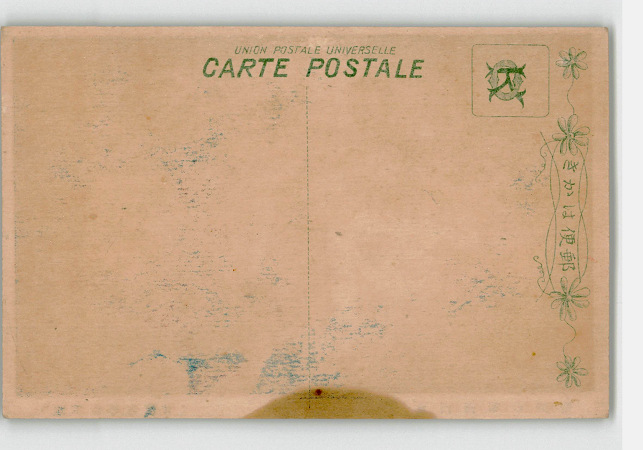 UNION POSTALE UNIVERSELLE
CARTE POSTALE
きかは便郵